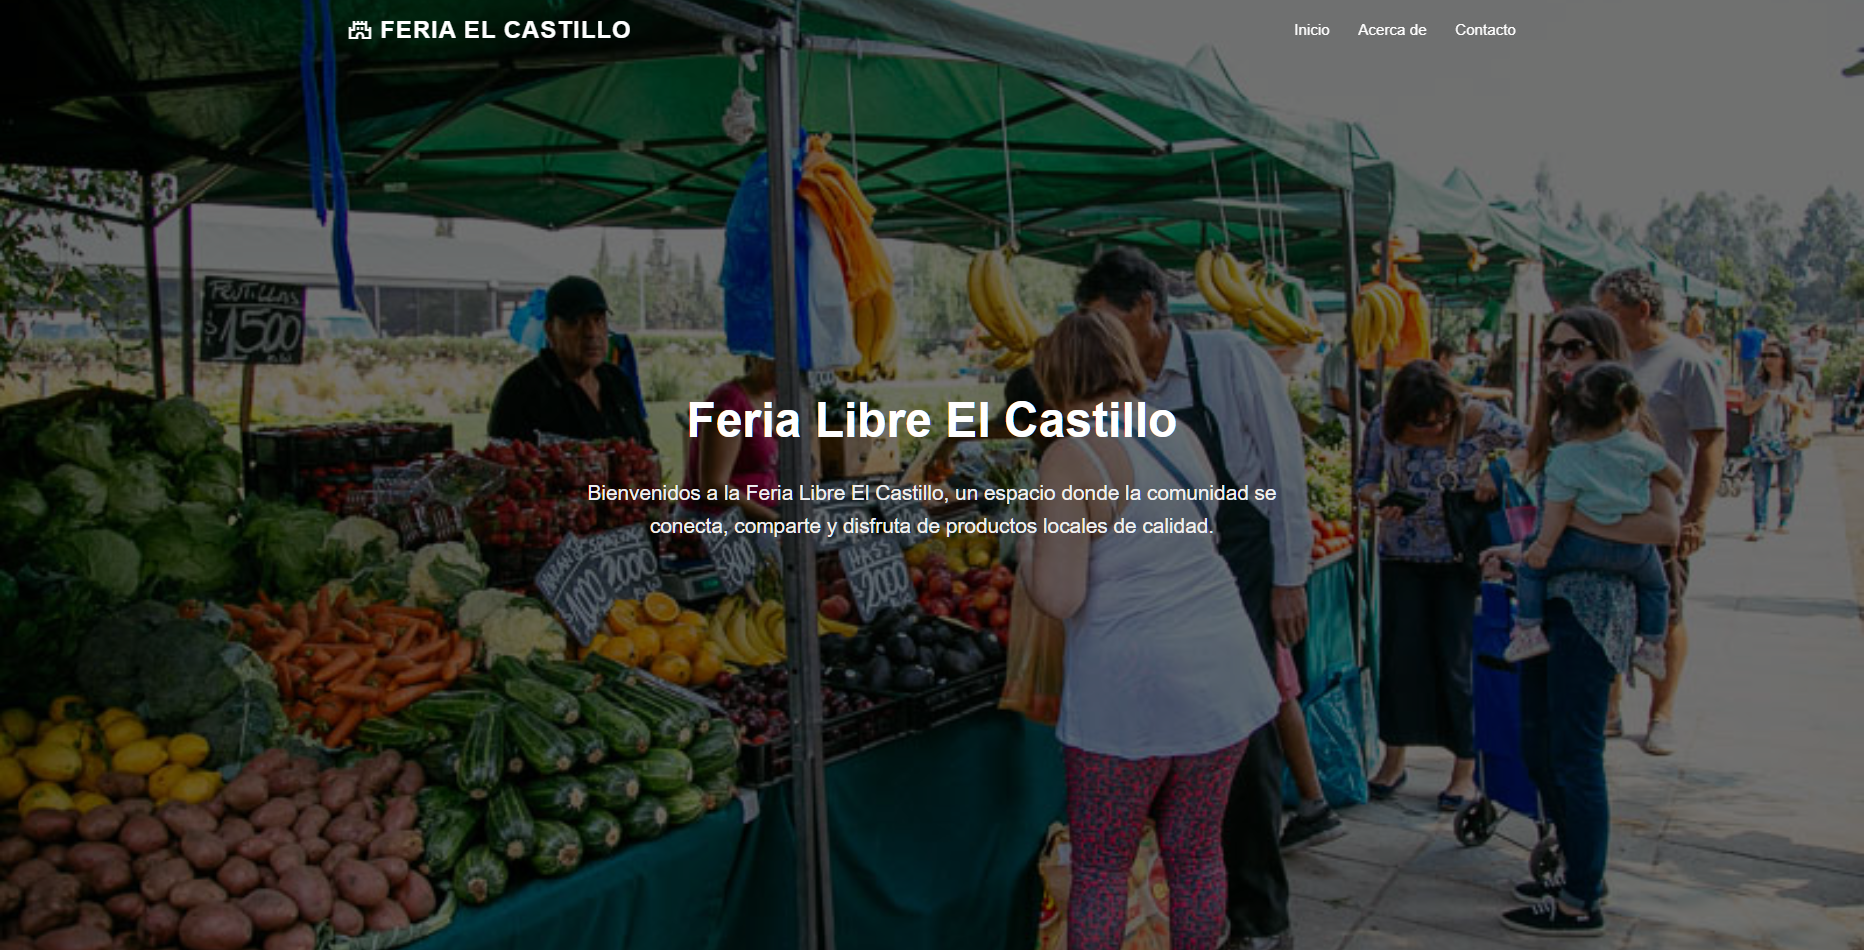 FERIA EL CASTILLO
Inicio Acerca de Contacto
FRUTILLAS
$1500
Feria Libre El Castillo
Bienvenidos a la Feria Libre El Castillo, un espacio donde la comunidad se
conecta, comparte y disfruta de productos locales de calidad.
$1000 2000
2000